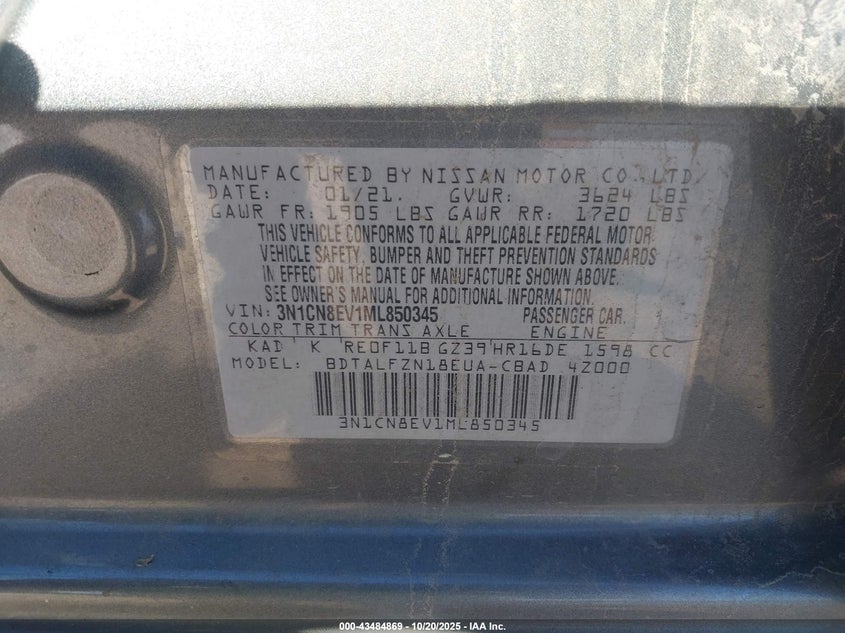 MANUFACTURED BY NISSAN MOTOR CO.,LTD.
DATE: 01/21. GVWR: 3624 LBS
GAWR FR: 1905 LBS GAWR RR: 1720 LBS
THIS VEHICLE CONFORMS TO ALL APPLICABLE FEDERAL MOTOR
VEHICLE SAFETY, BUMPER AND THEFT PREVENTION STANDARDS
IN EFFECT ON THE DATE OF MANUFACTURE SHOWN ABOVE.
SEE OWNER'S MANUAL FOR ADDITIONAL INFORMATION.
VIN: 3N1CN8EV1ML850345 PASSENGER CAR.
COLOR TRIM TRANS AXLE ENGINE
KAD K RE0F11B GZ39 HR16DE 1598 CC
MODEL: BDTALFZN18EUA-CBAD 4Z000
3N1CN8EV1ML850345
000-43484869 - 10/20/2025 - IAA Inc.